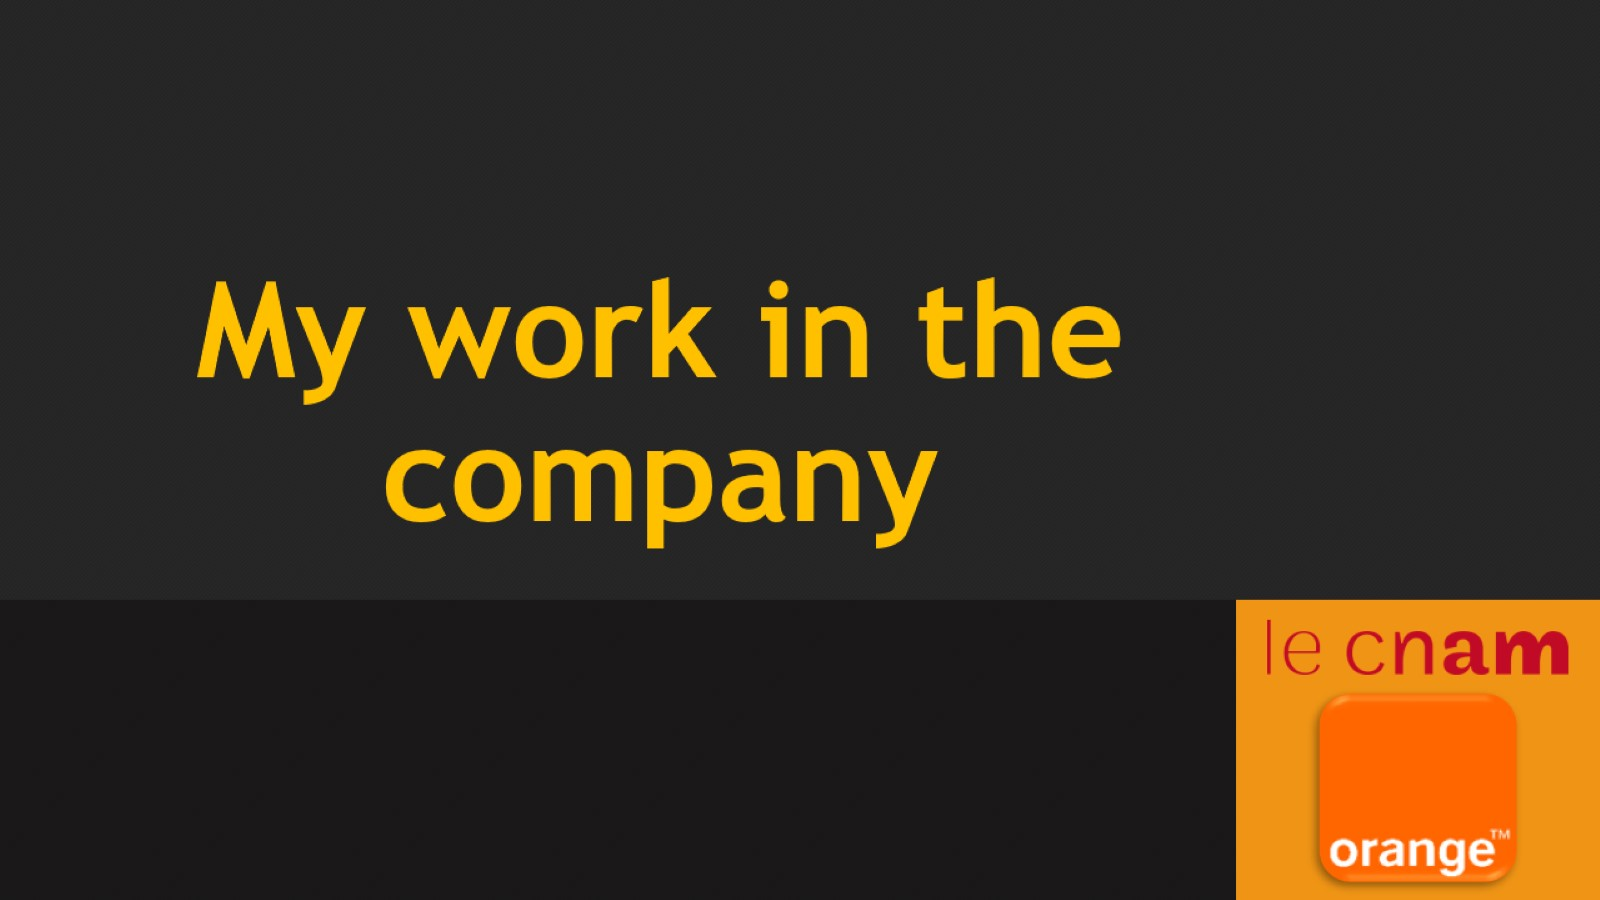 My work in the
company
le cnam
orange™